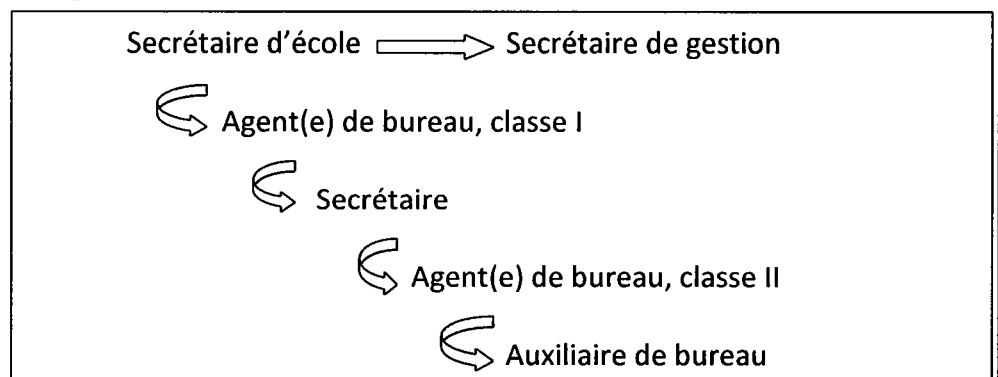 Secrétaire d'école Secrétaire de gestion
Agent(e) de bureau, classe I
Secrétaire
Agent(e) de bureau, classe II
Auxiliaire de bureau